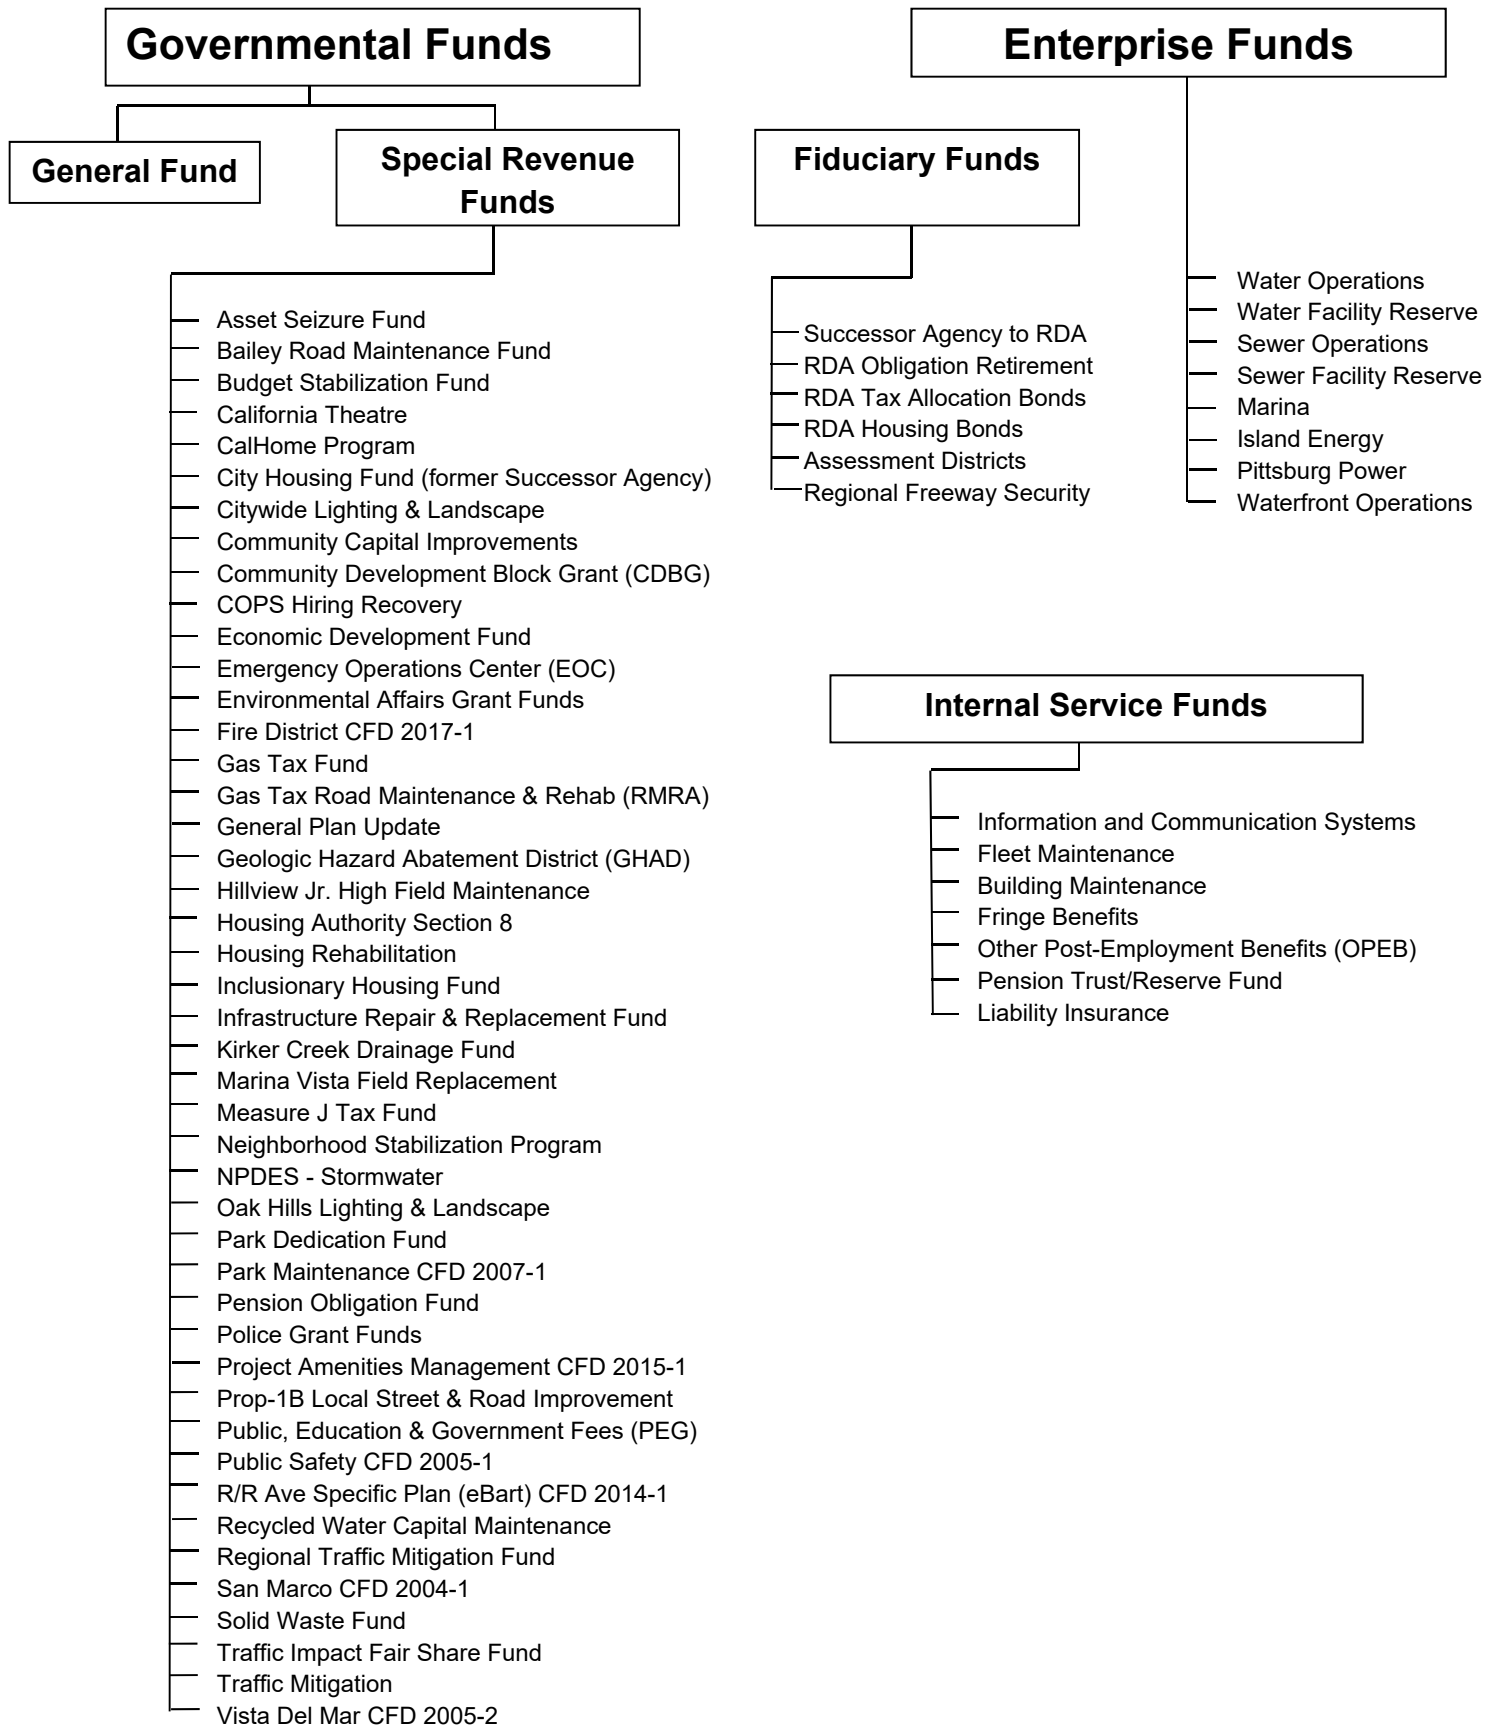 Governmental Funds
General Fund
Special Revenue
Funds
Asset Seizure Fund
Bailey Road Maintenance Fund
Budget Stabilization Fund
California Theatre
CalHome Program
City Housing Fund (former Successor Agency)
Citywide Lighting & Landscape
Community Capital Improvements
Community Development Block Grant (CDBG)
COPS Hiring Recovery
Economic Development Fund
Emergency Operations Center (EOC)
Environmental Affairs Grant Funds
Fire District CFD 2017-1
Gas Tax Fund
Gas Tax Road Maintenance & Rehab (RMRA)
General Plan Update
Geologic Hazard Abatement District (GHAD)
Hillview Jr. High Field Maintenance
Housing Authority Section 8
Housing Rehabilitation
Inclusionary Housing Fund
Infrastructure Repair & Replacement Fund
Kirker Creek Drainage Fund
Marina Vista Field Replacement
Measure J Tax Fund
Neighborhood Stabilization Program
NPDES - Stormwater
Oak Hills Lighting & Landscape
Park Dedication Fund
Park Maintenance CFD 2007-1
Pension Obligation Fund
Police Grant Funds
Project Amenities Management CFD 2015-1
Prop-1B Local Street & Road Improvement
Public, Education & Government Fees (PEG)
Public Safety CFD 2005-1
R/R Ave Specific Plan (eBart) CFD 2014-1
Recycled Water Capital Maintenance
Regional Traffic Mitigation Fund
San Marco CFD 2004-1
Solid Waste Fund
Traffic Impact Fair Share Fund
Traffic Mitigation
Vista Del Mar CFD 2005-2
Fiduciary Funds
Successor Agency to RDA
RDA Obligation Retirement
RDA Tax Allocation Bonds
RDA Housing Bonds
Assessment Districts
Regional Freeway Security
Enterprise Funds
Water Operations
Water Facility Reserve
Sewer Operations
Sewer Facility Reserve
Marina
Island Energy
Pittsburg Power
Waterfront Operations
Internal Service Funds
Information and Communication Systems
Fleet Maintenance
Building Maintenance
Fringe Benefits
Other Post-Employment Benefits (OPEB)
Pension Trust/Reserve Fund
Liability Insurance